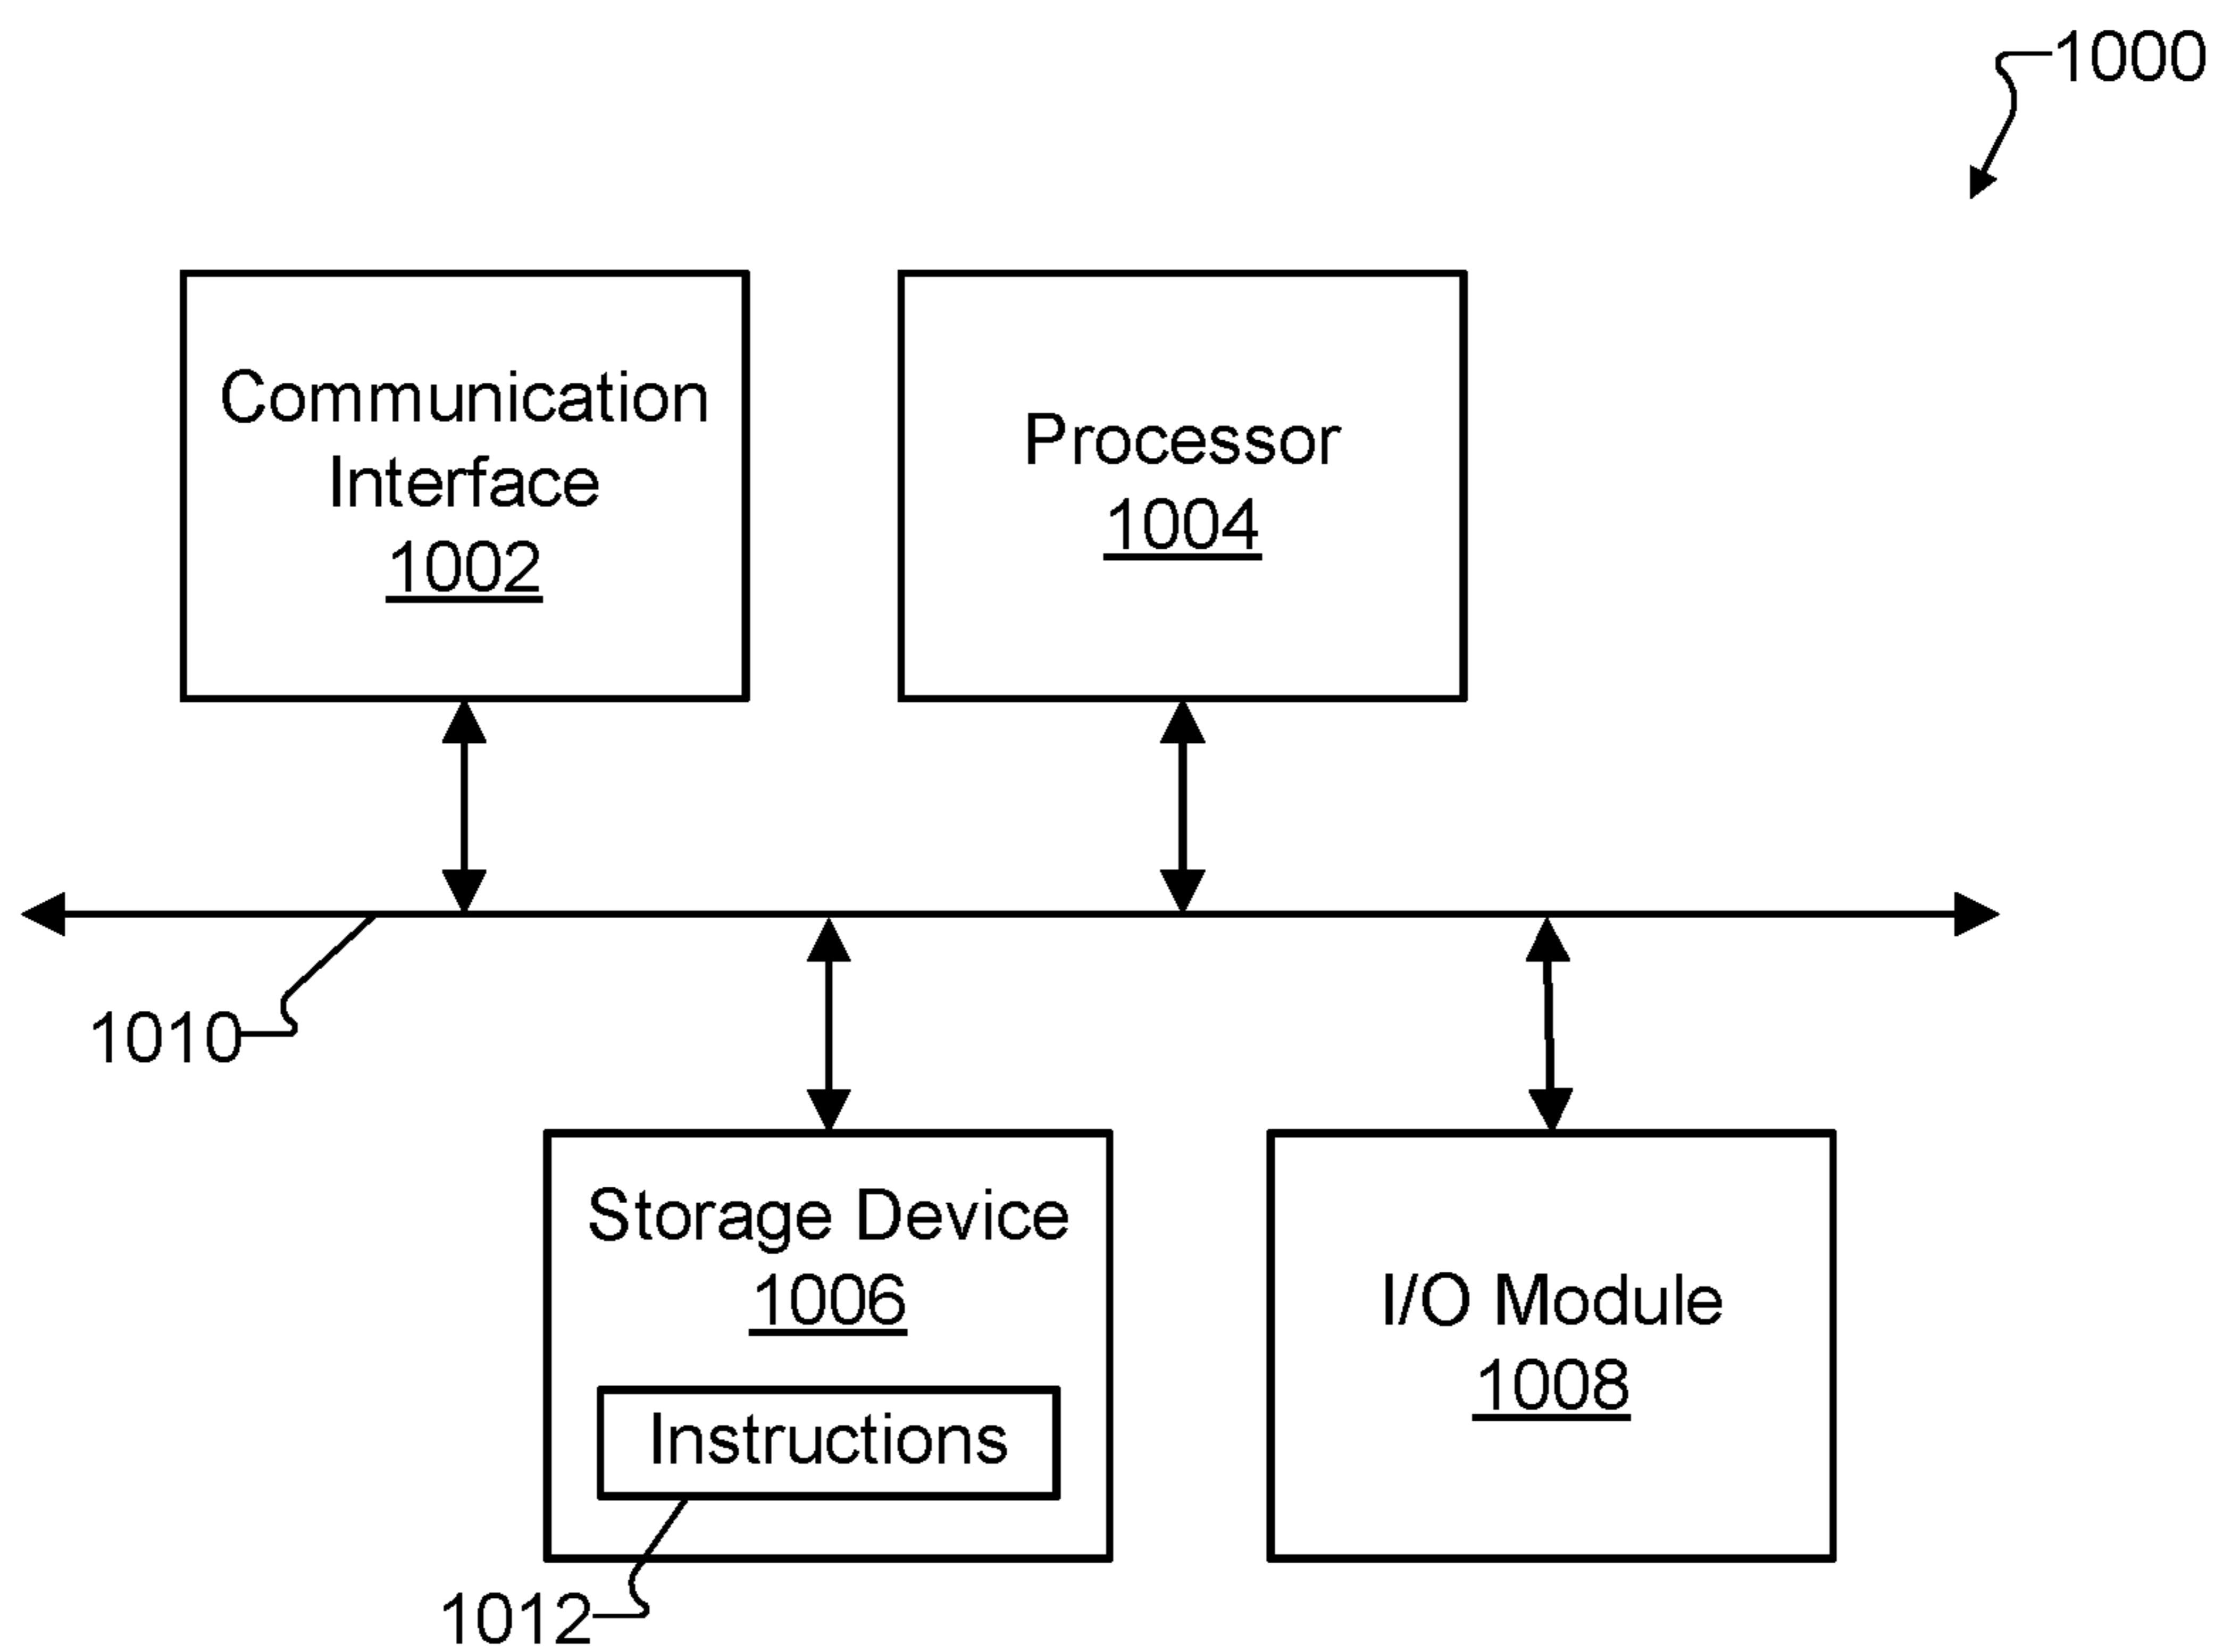 1000
Communication
Interface
1002
Processor
1004
1010
Storage Device
1006
Instructions
1012
I/O Module
1008